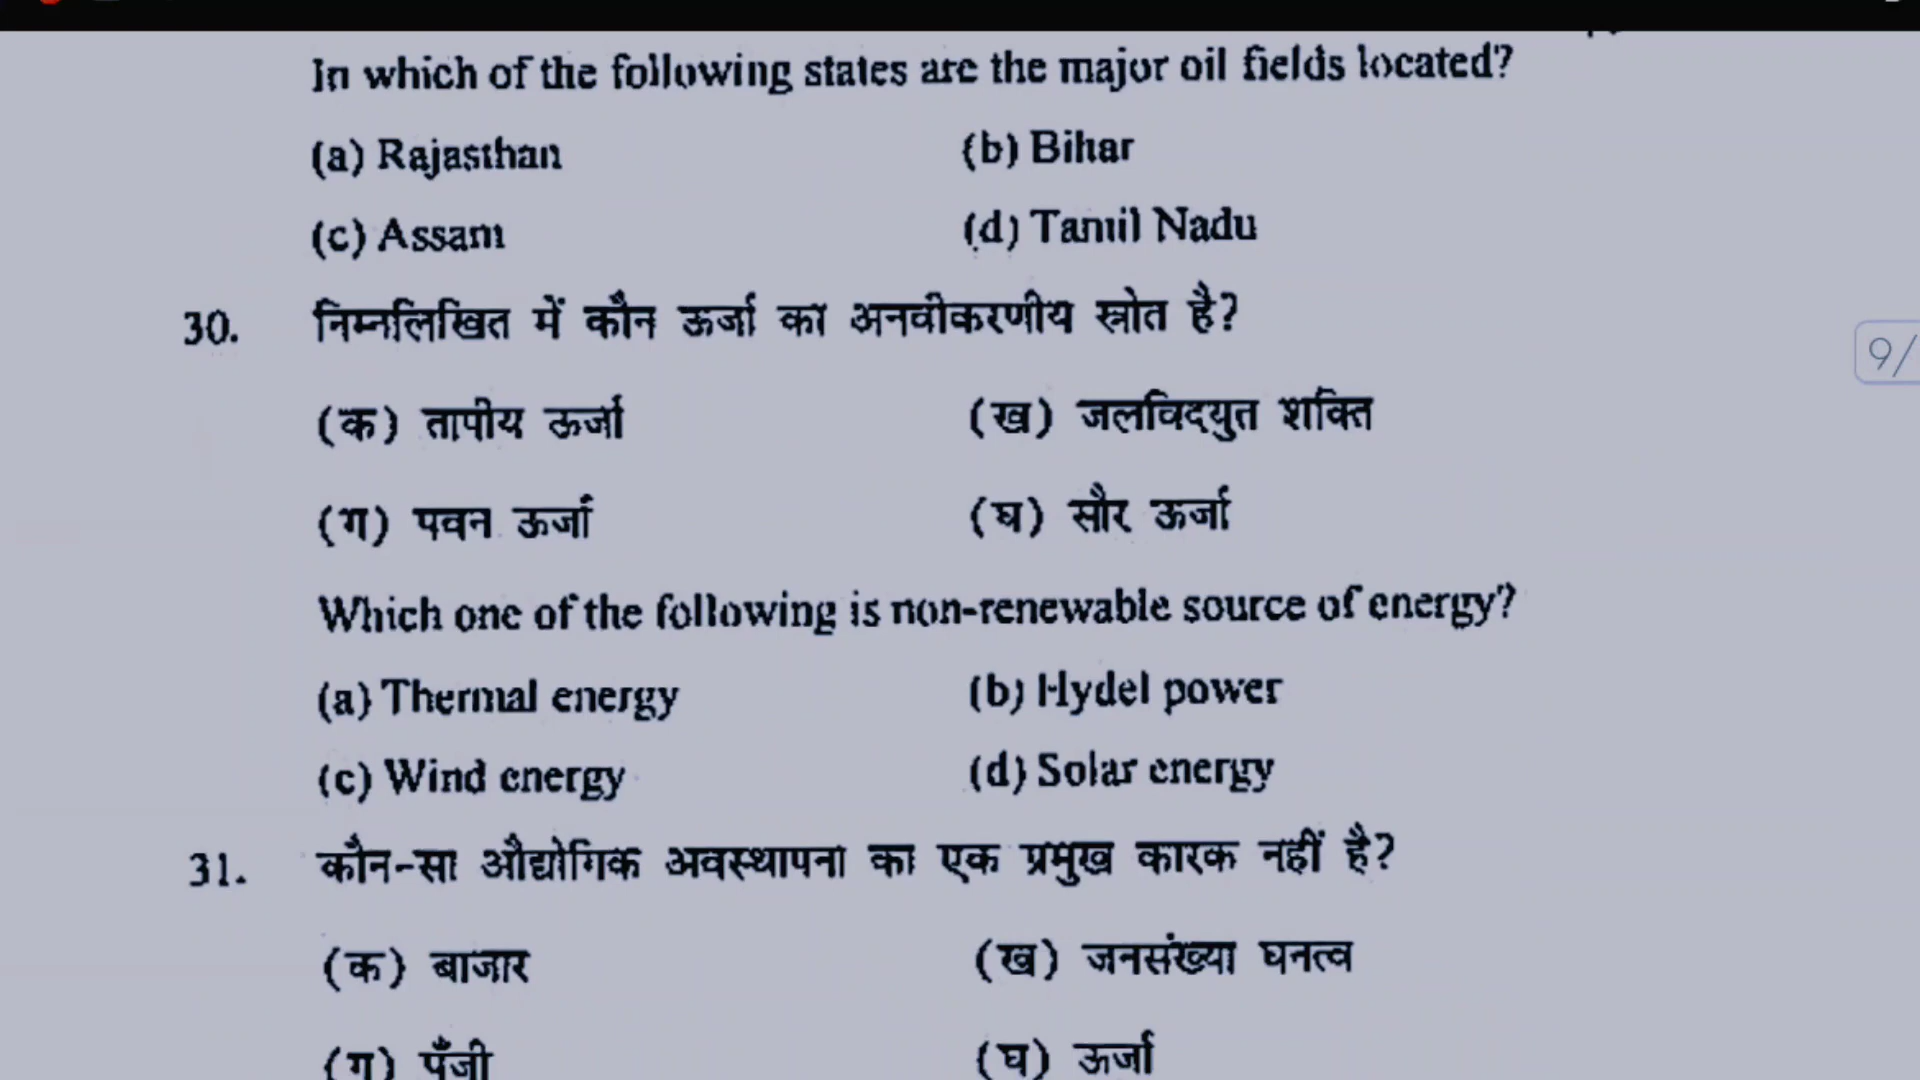 In which of the following states are the major oil fields located?
(a) Rajasthan (b) Bihar
(c) Assam (d) Tamil Nadu
30. निम्नलिखित में कौन ऊर्जा का अनवीकरणीय स्रोत है?
(क) तापीय ऊर्जा (ख) जलविद्युत शक्ति
(ग) पवन ऊर्जा (घ) सौर ऊर्जा
Which one of the following is non-renewable source of energy?
(a) Thermal energy (b) Hydel power
(c) Wind energy (d) Solar energy
31. कौन-सा औद्योगिक अवस्थापना का एक प्रमुख कारक नहीं है?
(क) बाजार (ख) जनसंख्या घनत्व
(ग) पूँजी (घ) ऊर्जा
9/